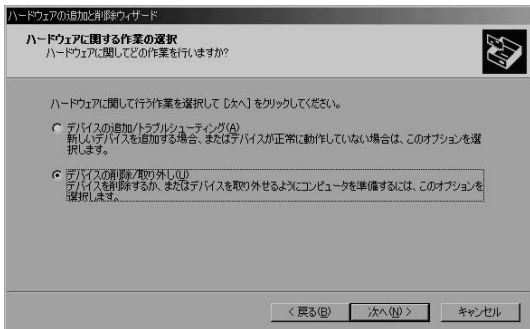 ハードウェアの追加と削除ウィザード
ハードウェアに関する作業の選択
ハードウェアに関してどの作業を行いますか?
ハードウェアに関して行う作業を選択して [次へ] をクリックしてください。
デバイスの追加/トラブルシューティング(A)
新しいデバイスを追加する場合、またはデバイスが正常に動作していない場合は、このオプションを選
択します。
デバイスの削除/取り外し(U)
デバイスを削除するか、またはデバイスを取り外せるようにコンピュータを準備するには、このオプションを
選択します。
< 戻る(B)
次へ(N) >
キャンセル